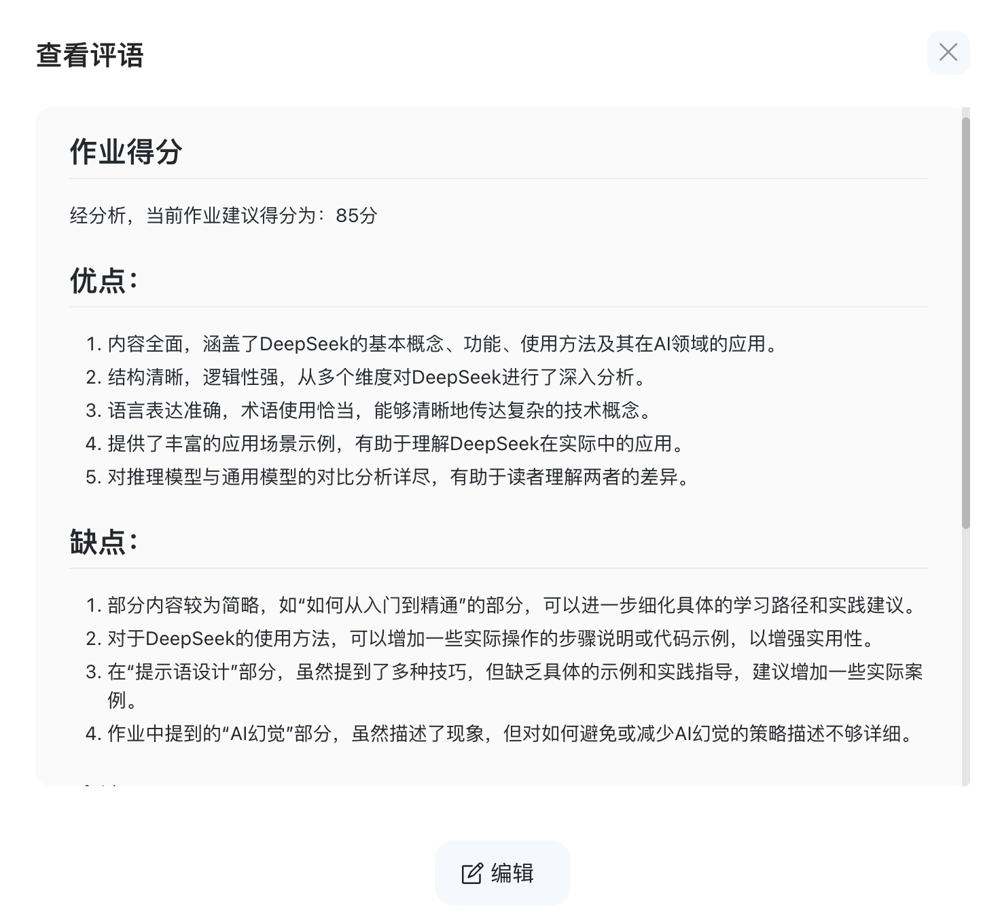 查看评语
作业得分
经分析，当前作业建议得分为：85分
优点：
1. 内容全面，涵盖了DeepSeek的基本概念、功能、使用方法及其在AI领域的应用。
2. 结构清晰，逻辑性强，从多个维度对DeepSeek进行了深入分析。
3. 语言表达准确，术语使用恰当，能够清晰地传达复杂的技术概念。
4. 提供了丰富的应用场景示例，有助于理解DeepSeek在实际中的应用。
5. 对推理模型与通用模型的对比分析详尽，有助于读者理解两者的差异。
缺点：
1. 部分内容较为简略，如“如何从入门到精通”的部分，可以进一步细化具体的学习路径和实践建议。
2. 对于DeepSeek的使用方法，可以增加一些实际操作的步骤说明或代码示例，以增强实用性。
3. 在“提示语设计”部分，虽然提到了多种技巧，但缺乏具体的示例和实践指导，建议增加一些实际案
例。
4. 作业中提到的“AI幻觉”部分，虽然描述了现象，但对如何避免或减少AI幻觉的策略描述不够详细。
编辑